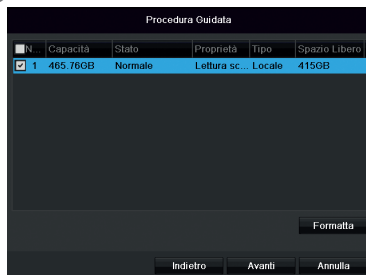 Procedura Guidata
N... Capacità Stato Proprietà Tipo Spazio Libero
1 465.76GB Normale Lettura sc... Locale 415GB
Formatta
Indietro Avanti Annulla